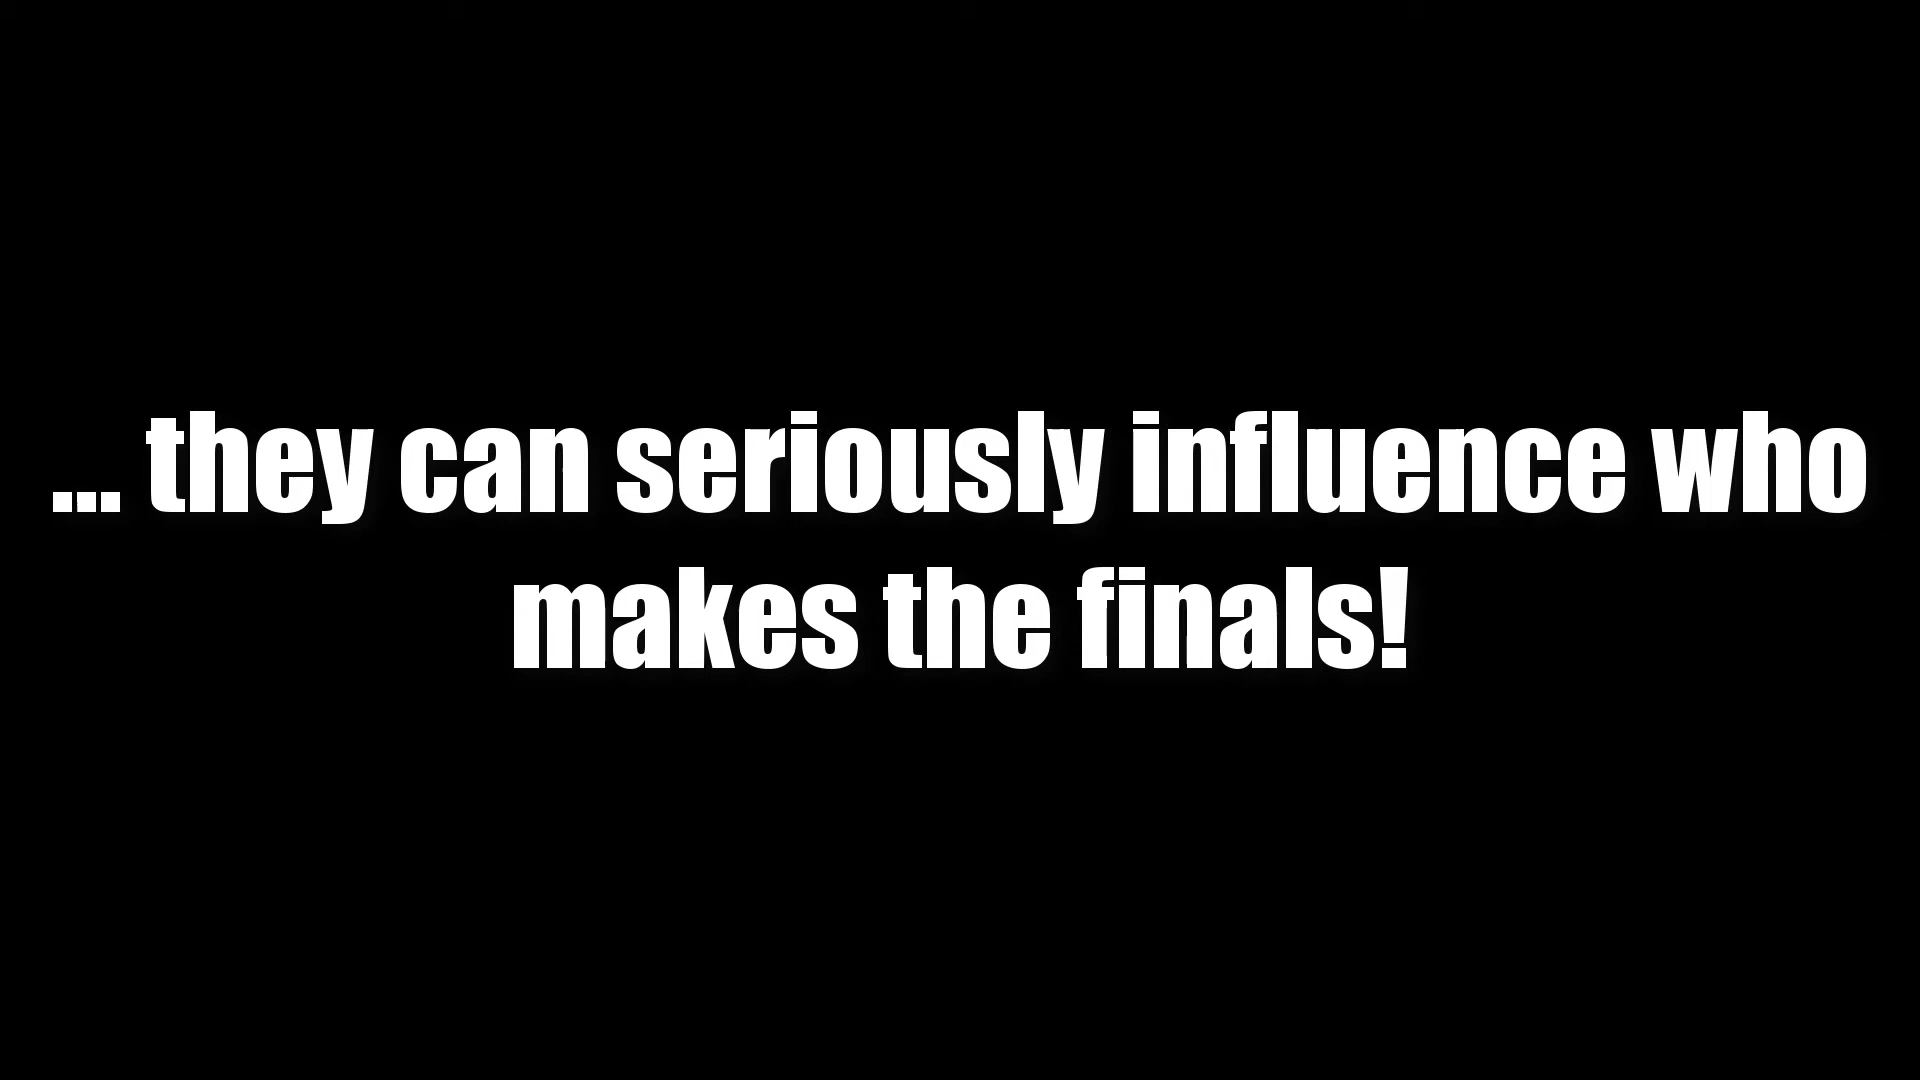 ... they can seriously influence who
makes the finals!